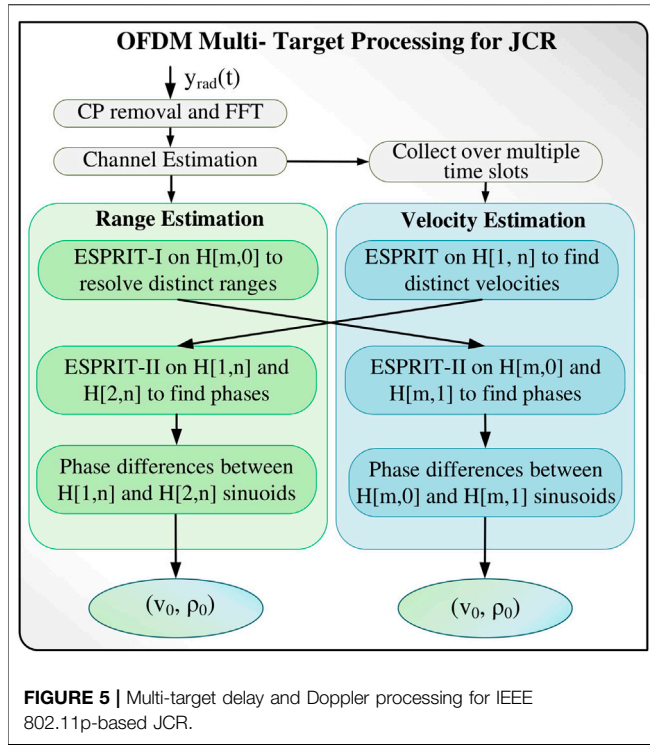 OFDM Multi- Target Processing for JCR
y_rad(t)
CP removal and FFT
Channel Estimation
Collect over multiple
time slots
Range Estimation
ESPRIT-I on H[m,0] to
resolve distinct ranges
ESPRIT-II on H[1,n] and
H[2,n] to find phases
Phase differences between
H[1,n] and H[2,n] sinuoids
(v₀, ρ₀)
Velocity Estimation
ESPRIT on H[1, n] to find
distinct velocities
ESPRIT-II on H[m,0] and
H[m,1] to find phases
Phase differences between
H[m,0] and H[m,1] sinusoids
(v₀, ρ₀)
FIGURE 5 | Multi-target delay and Doppler processing for IEEE
802.11p-based JCR.